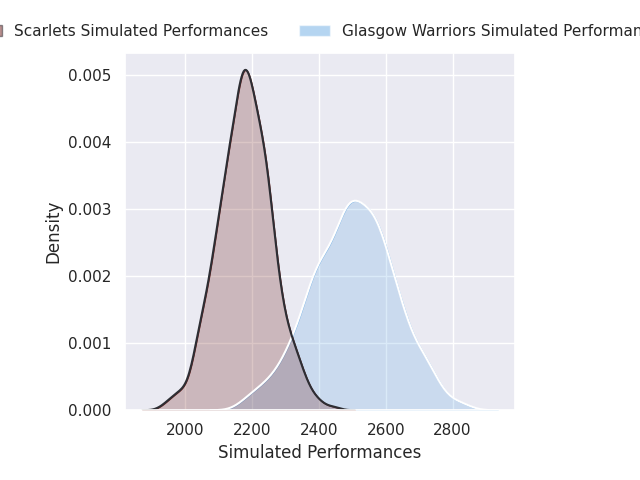 Scarlets Simulated Performances
Glasgow Warriors Simulated
0.005
0.004
0.003
0.002
0.001
0.000
Density
2000 2200 2400 2600 2800
Simulated Performances